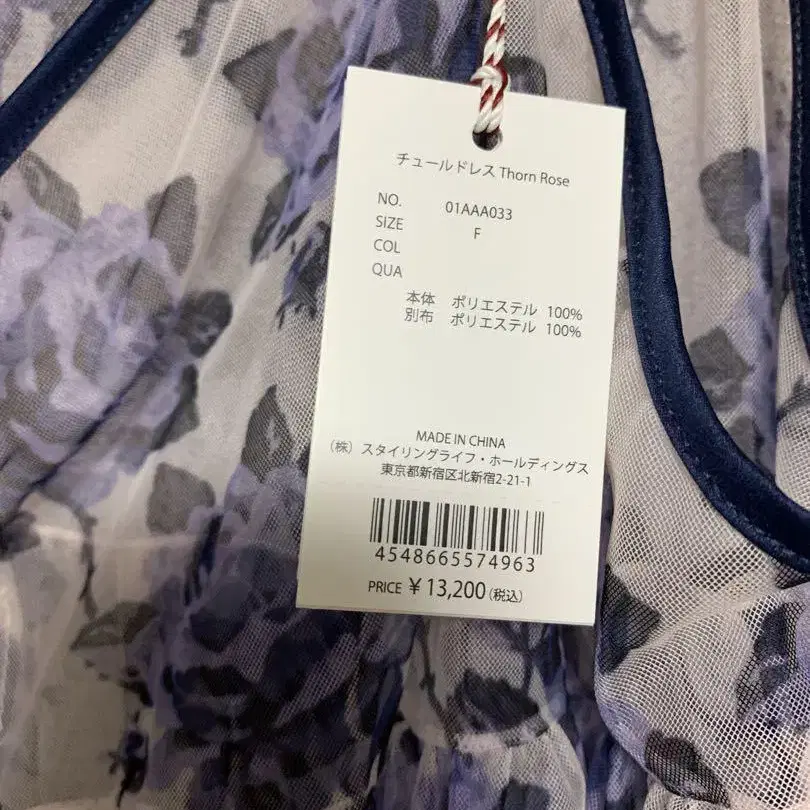 チュールドレス Thorn Rose
NO. 01AAA033
SIZE F
COL
QUA
本体 ポリエステル 100%
別布 ポリエステル 100%
MADE IN CHINA
（株）スタイリングライフ・ホールディングス
東京都新宿区北新宿2-21-1
4548665574963
PRICE ¥13,200(税込)